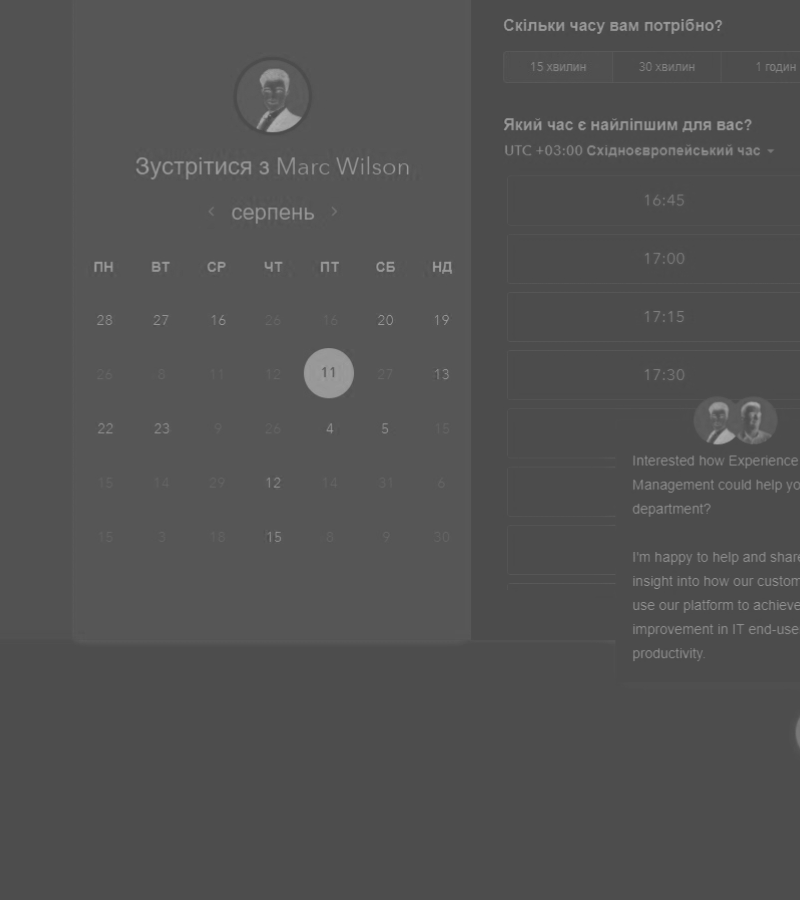 Зустрітися з Marc Wilson
‹ серпень ›
ПН ВТ СР ЧТ ПТ СБ НД
28 27 16 26 16 20 19
26 8 11 12 11 27 13
22 23 9 26 4 5 15
15 14 29 12 14 31 6
15 3 18 15 8 9 30
Скільки часу вам потрібно?
15 хвилин 30 хвилин 1 годин
Який час є найліпшим для вас?
UTC +03:00 Східноєвропейський час
16:45
17:00
17:15
17:30
Interested how Experience
Management could help yo
department?
I'm happy to help and share
insight into how our custom
use our platform to achieve
improvement in IT end-use
productivity.